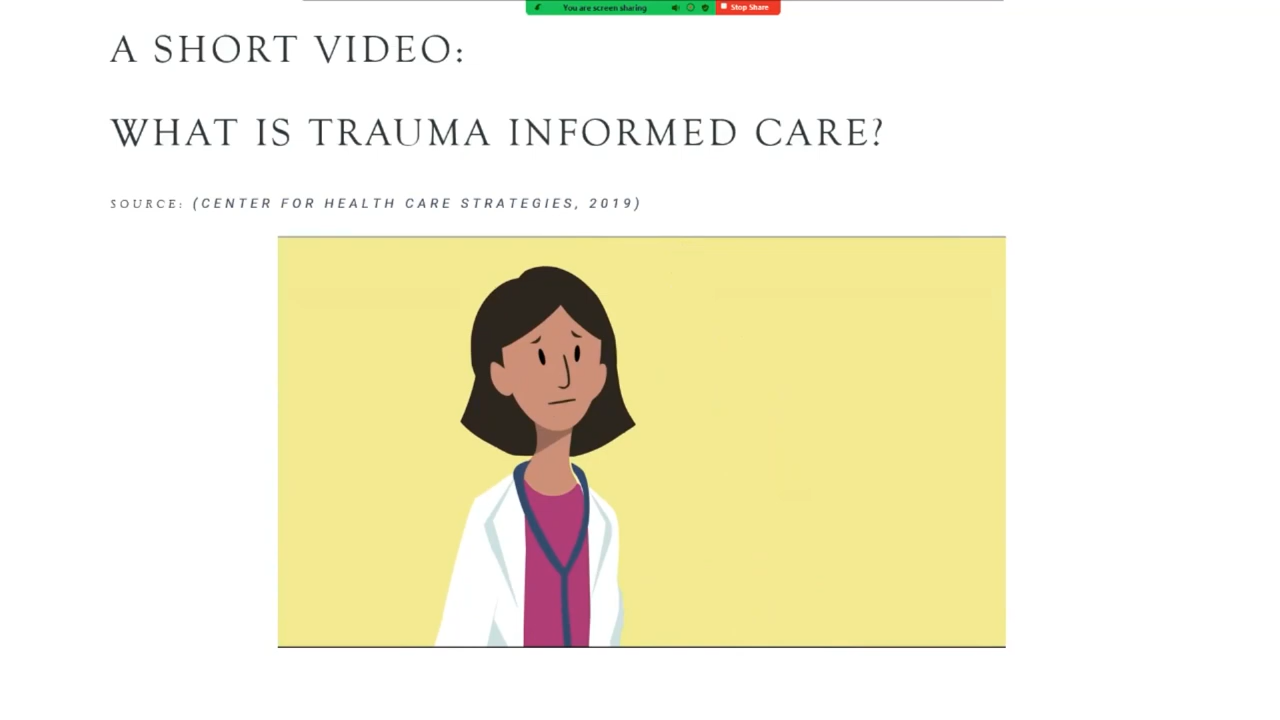 You are screen sharing
Stop Share
A SHORT VIDEO:
WHAT IS TRAUMA INFORMED CARE?
SOURCE: (CENTER FOR HEALTH CARE STRATEGIES, 2019)